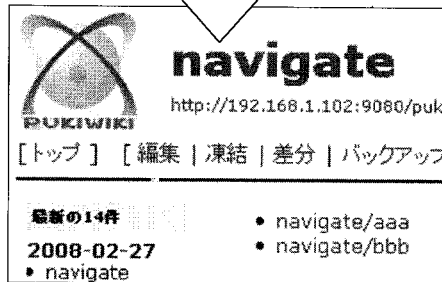 navigate
http://192.168.1.102:9080/puk
PUKIWIKI
[トップ] [編集 | 凍結 | 差分 | バックアップ
最新の14件
2008-02-27
• navigate
• navigate/aaa
• navigate/bbb